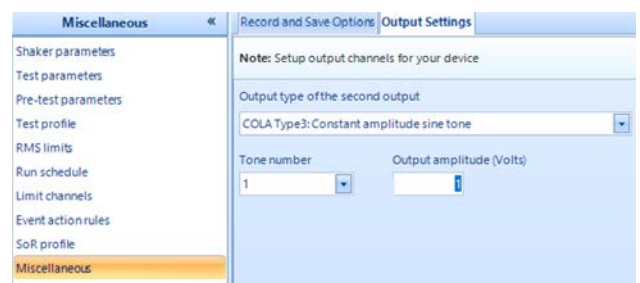 Miscellaneous «
Shaker parameters
Test parameters
Pre-test parameters
Test profile
RMS limits
Run schedule
Limit channels
Event action rules
SoR profile
Miscellaneous
Record and Save Options Output Settings
Note: Setup output channels for your device
Output type of the second output
COLA Type3: Constant amplitude sine tone
Tone number Output amplitude (Volts)
1 1